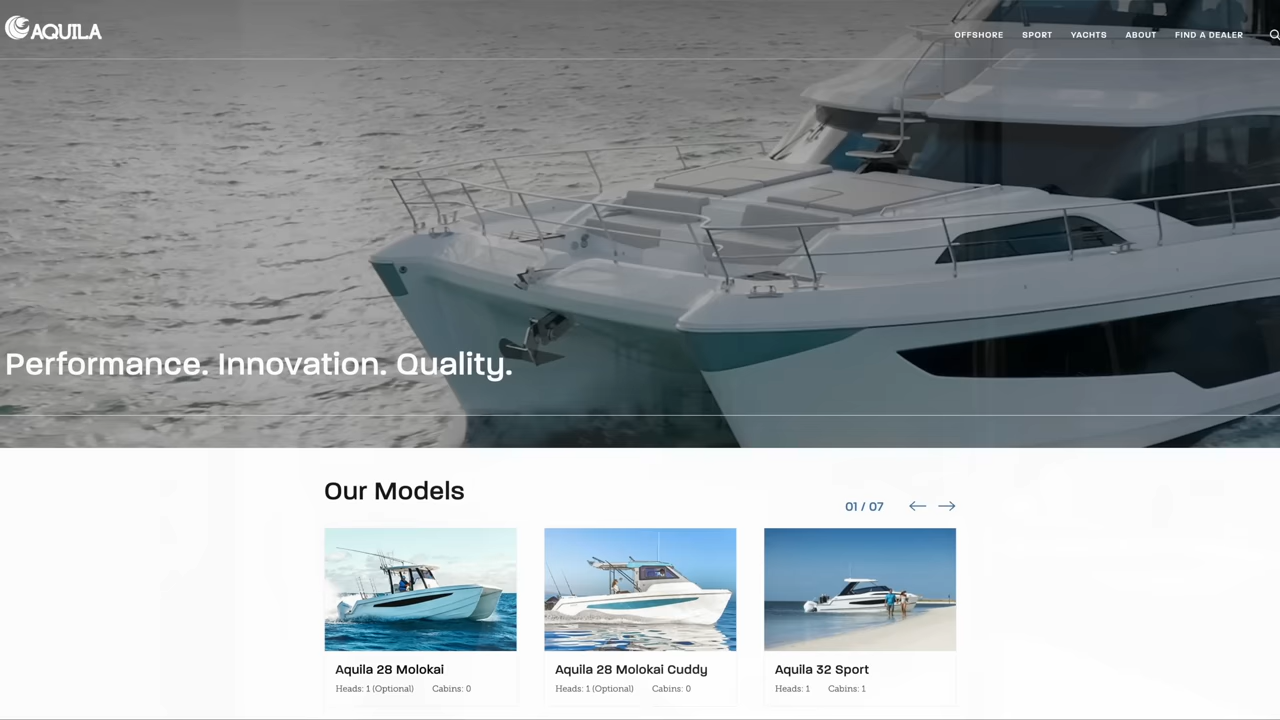 AQUILA
OFFSHORE SPORT YACHTS ABOUT FIND A DEALER
Performance. Innovation. Quality.
Our Models
01 / 07
Aquila 28 Molokai
Heads: 1 (Optional) Cabins: 0
Aquila 28 Molokai Cuddy
Heads: 1 (Optional) Cabins: 0
Aquila 32 Sport
Heads: 1 Cabins: 1